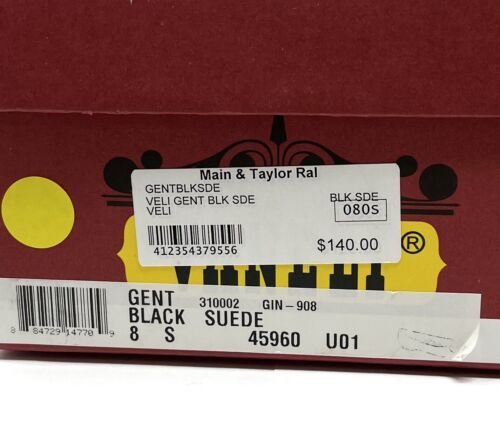 Main & Taylor Ral
GENTBLKSDE
VELI GENT BLK SDE
VELI
BLK SDE
080S
412354379556
$140.00
VANELI®
GENT 310002 GIN-908
BLACK SUEDE
8 S 45960 U01
8 84729 14770 9